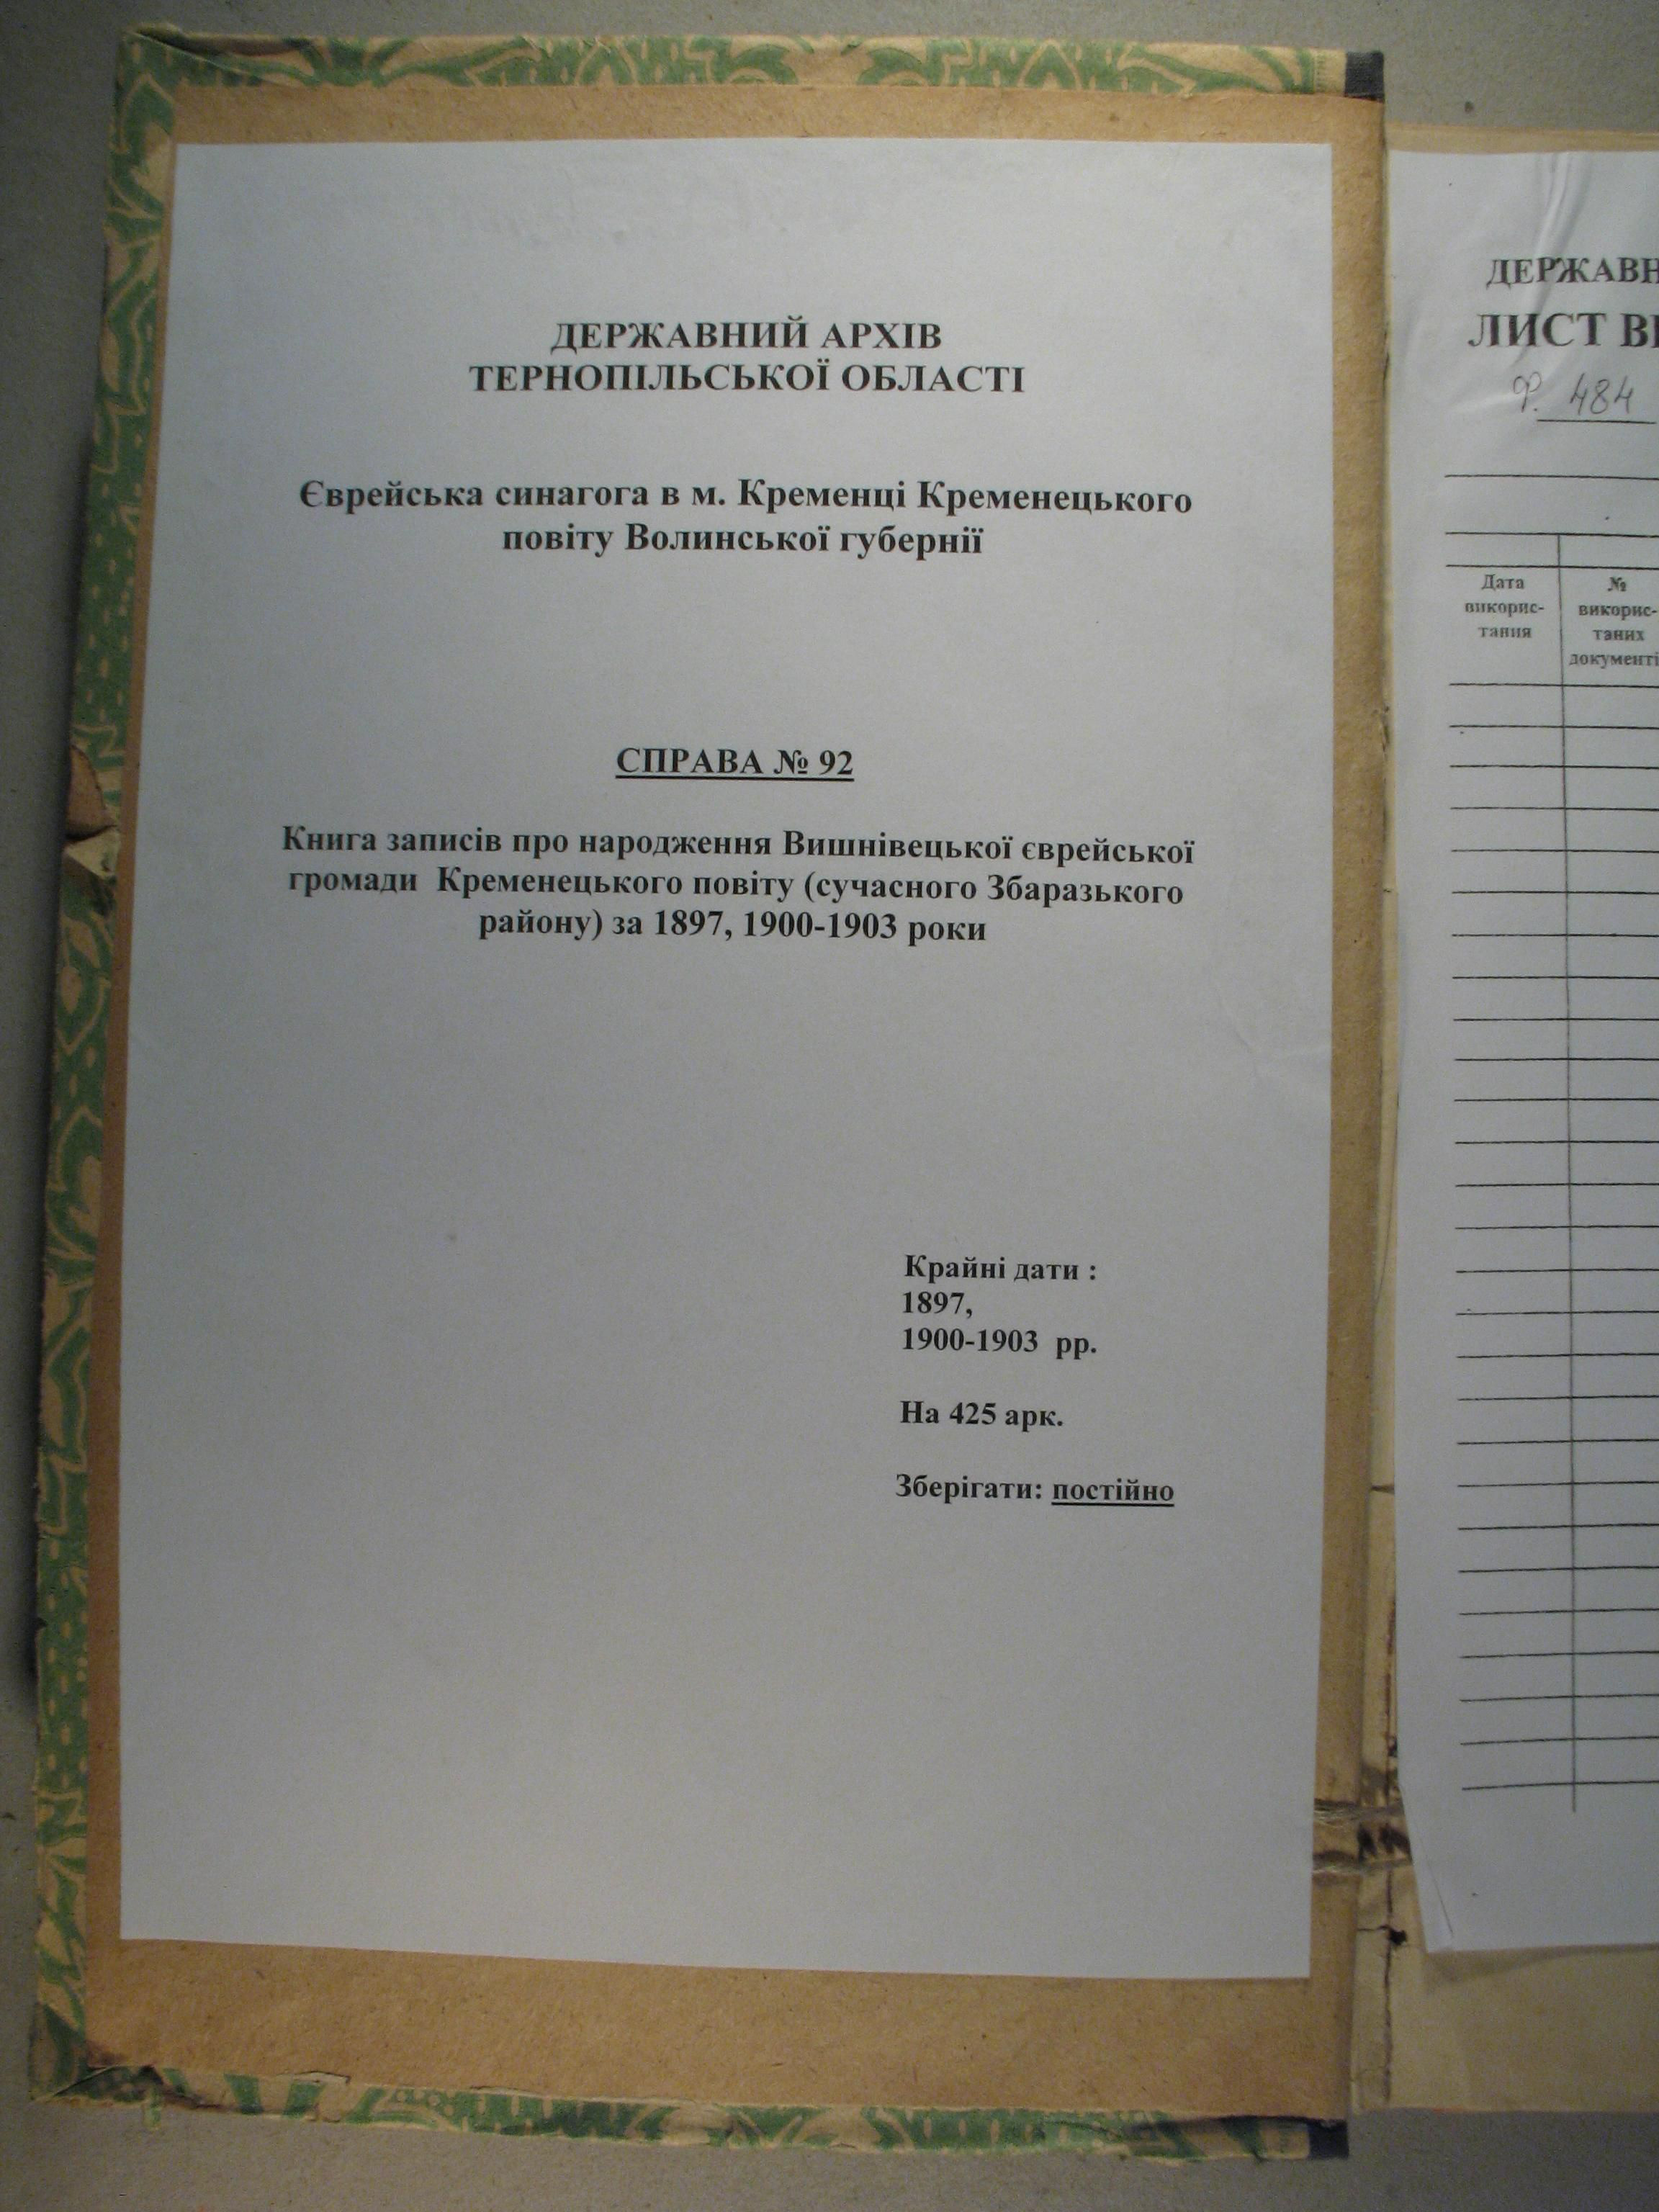 ДЕРЖАВНИЙ АРХІВ
ТЕРНОПІЛЬСЬКОЇ ОБЛАСТІ
Єврейська синагога в м. Кременці Кременецького
повіту Волинської губернії
СПРАВА № 92
Книга записів про народження Вишнівецької єврейської
громади Кременецького повіту (сучасного Збаразького
району) за 1897, 1900-1903 роки
Крайні дати :
1897,
1900-1903 рр.
На 425 арк.
Зберігати: постійно
ДЕРЖАВН
ЛИСТ ВИ
Ф. 484
Дата
викорис-
тання
№
викорис-
таних
документі